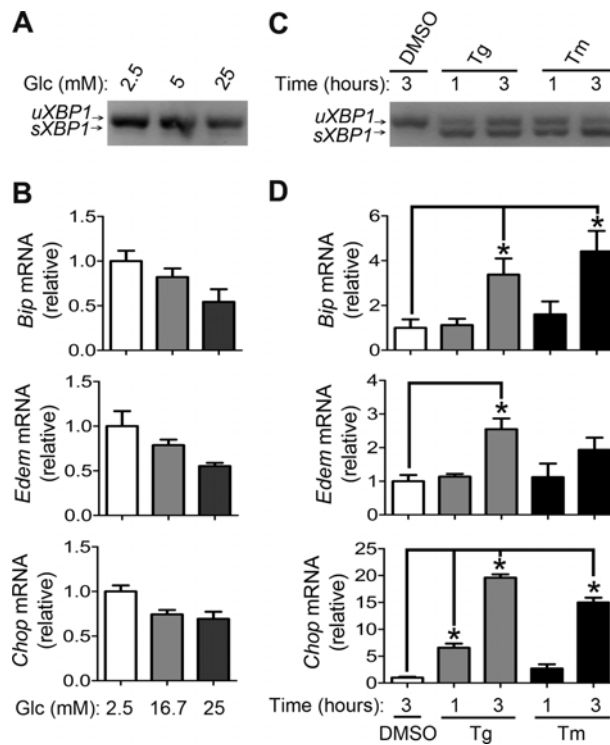 A
Glc (mM): 2.5 5 25
uXBP1
sXBP1
B
1.5
1.0
0.5
0.0
Bip mRNA
(relative)
1.5
1.0
0.5
0.0
Edem mRNA
(relative)
1.5
1.0
0.5
0.0
Chop mRNA
(relative)
Glc (mM): 2.5 16.7 25
C
DMSO Tg Tm
Time (hours): 3 1 3 1 3
uXBP1
sXBP1
D
6
4
2
0
Bip mRNA
(relative)
* *
4
3
2
1
0
Edem mRNA
(relative)
*
25
20
15
10
5
0
Chop mRNA
(relative)
* * *
Time (hours): 3 1 3 1 3
DMSO Tg Tm